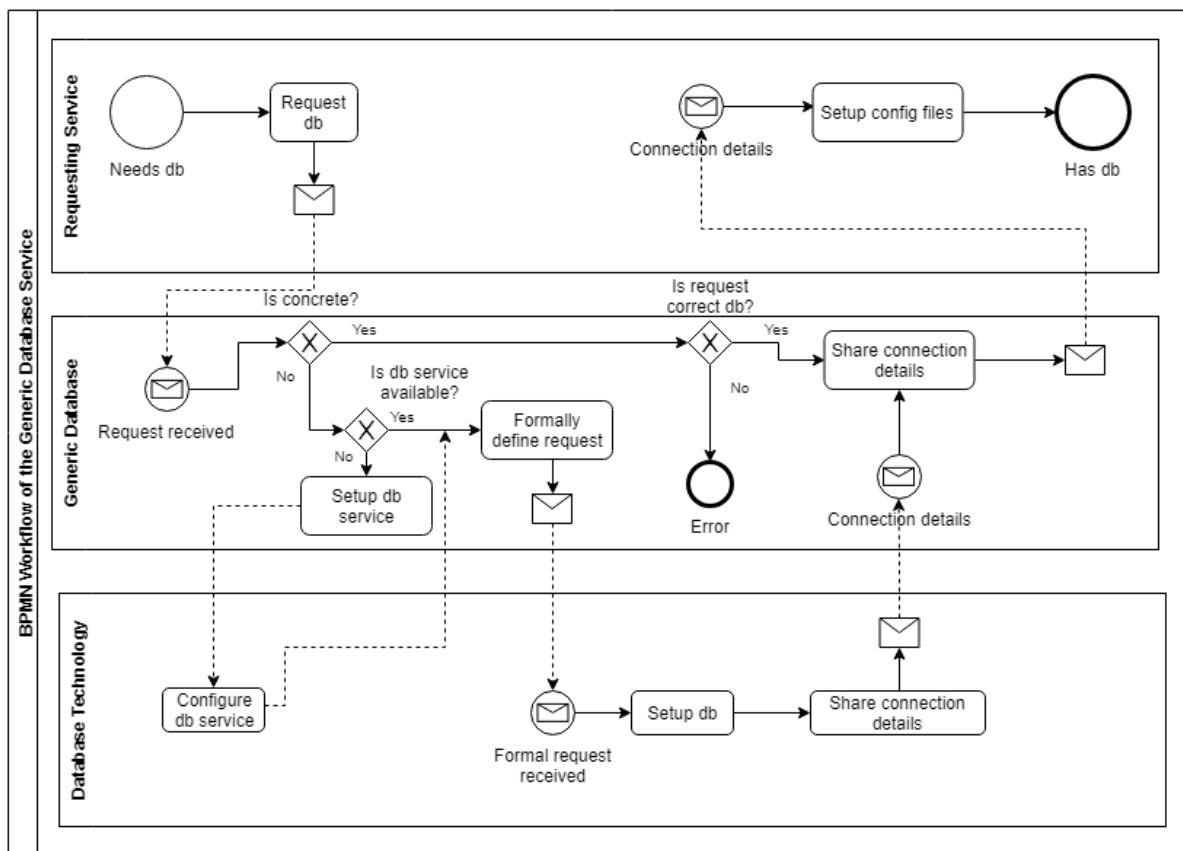 BPMN Workflow of the Generic Database Service
Requesting Service
Needs db
Request
db
Connection details
Setup config files
Has db
Generic Database
Request received
Is concrete?
Yes
No
Is db service
available?
Yes
No
Setup db
service
Formally
define request
Is request
correct db?
Yes
No
Error
Share connection
details
Connection details
Database Technology
Configure
db service
Formal request
received
Setup db
Share connection
details